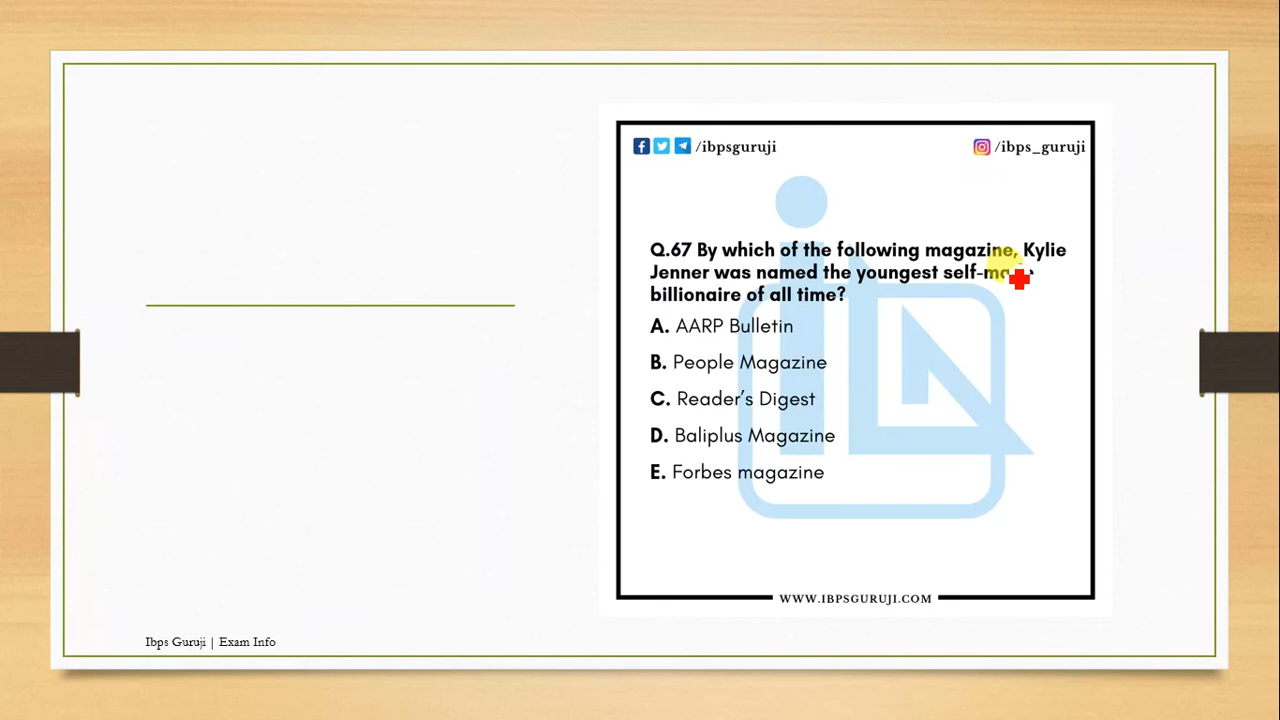 /ibpsguruji
/ibps_guruji
Q.67 By which of the following magazine, Kylie
Jenner was named the youngest self-made
billionaire of all time?
A. AARP Bulletin
B. People Magazine
C. Reader's Digest
D. Baliplus Magazine
E. Forbes magazine
WWW.IBPSGURUJI.COM
Ibps Guruji | Exam Info